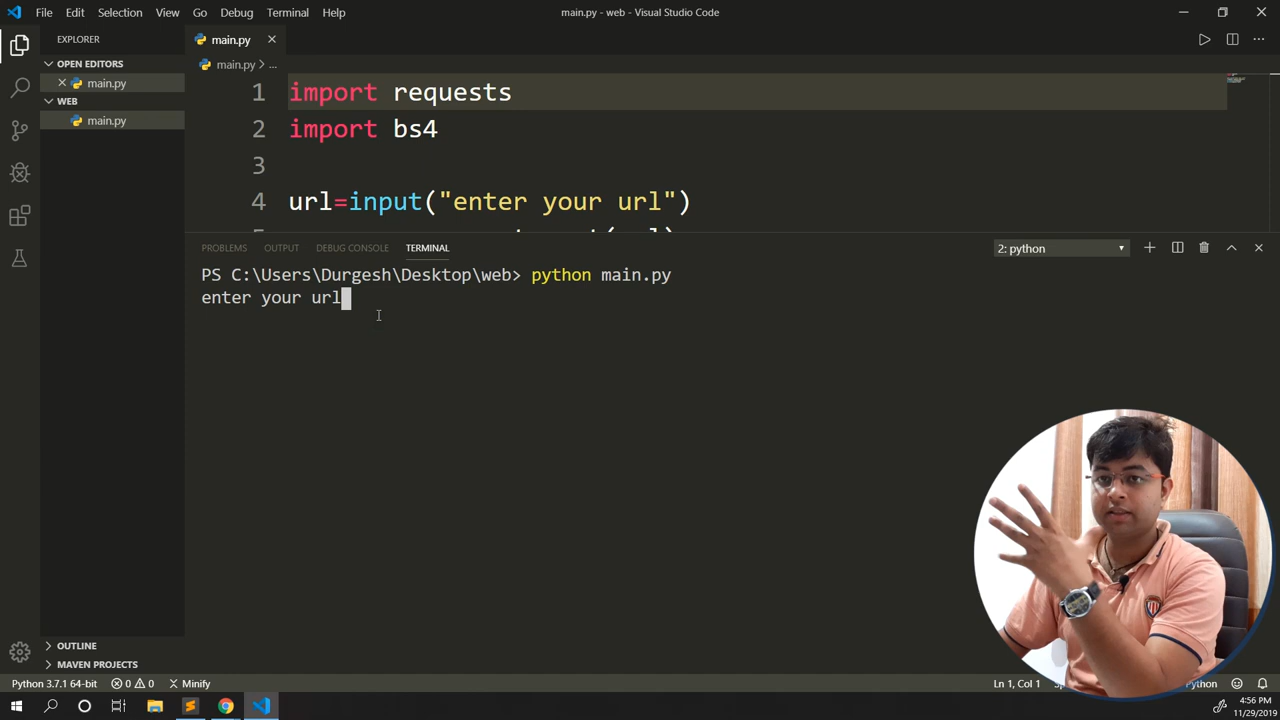 File Edit Selection View Go Debug Terminal Help
main.py - web - Visual Studio Code
EXPLORER
main.py
OPEN EDITORS
main.py
WEB
main.py
main.py > ...
1 import requests
2 import bs4
3
4 url=input("enter your url")
PROBLEMS OUTPUT DEBUG CONSOLE TERMINAL
2: python
PS C:\Users\Durgesh\Desktop\web> python main.py
enter your url
OUTLINE
MAVEN PROJECTS
Python 3.7.1 64-bit 0 0 Minify
Ln 1, Col 1
Python
4:56 PM
11/29/2019